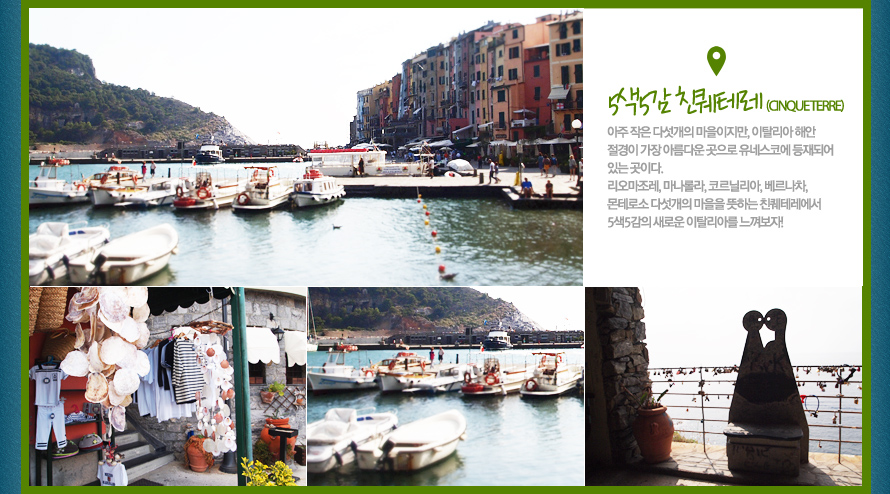 5색5감 친퀘테레 (CINQUETERRE)
아주 작은 다섯개의 마을이지만, 이탈리아 해안
절경이 가장 아름다운 곳으로 유네스코에 등재되어
있는 곳이다.
리오마조레, 마나롤라, 코르닐리아, 베르나차,
몬테로소 다섯개의 마을을 뜻하는 친퀘테레에서
5색5감의 새로운 이탈리아를 느껴보자!